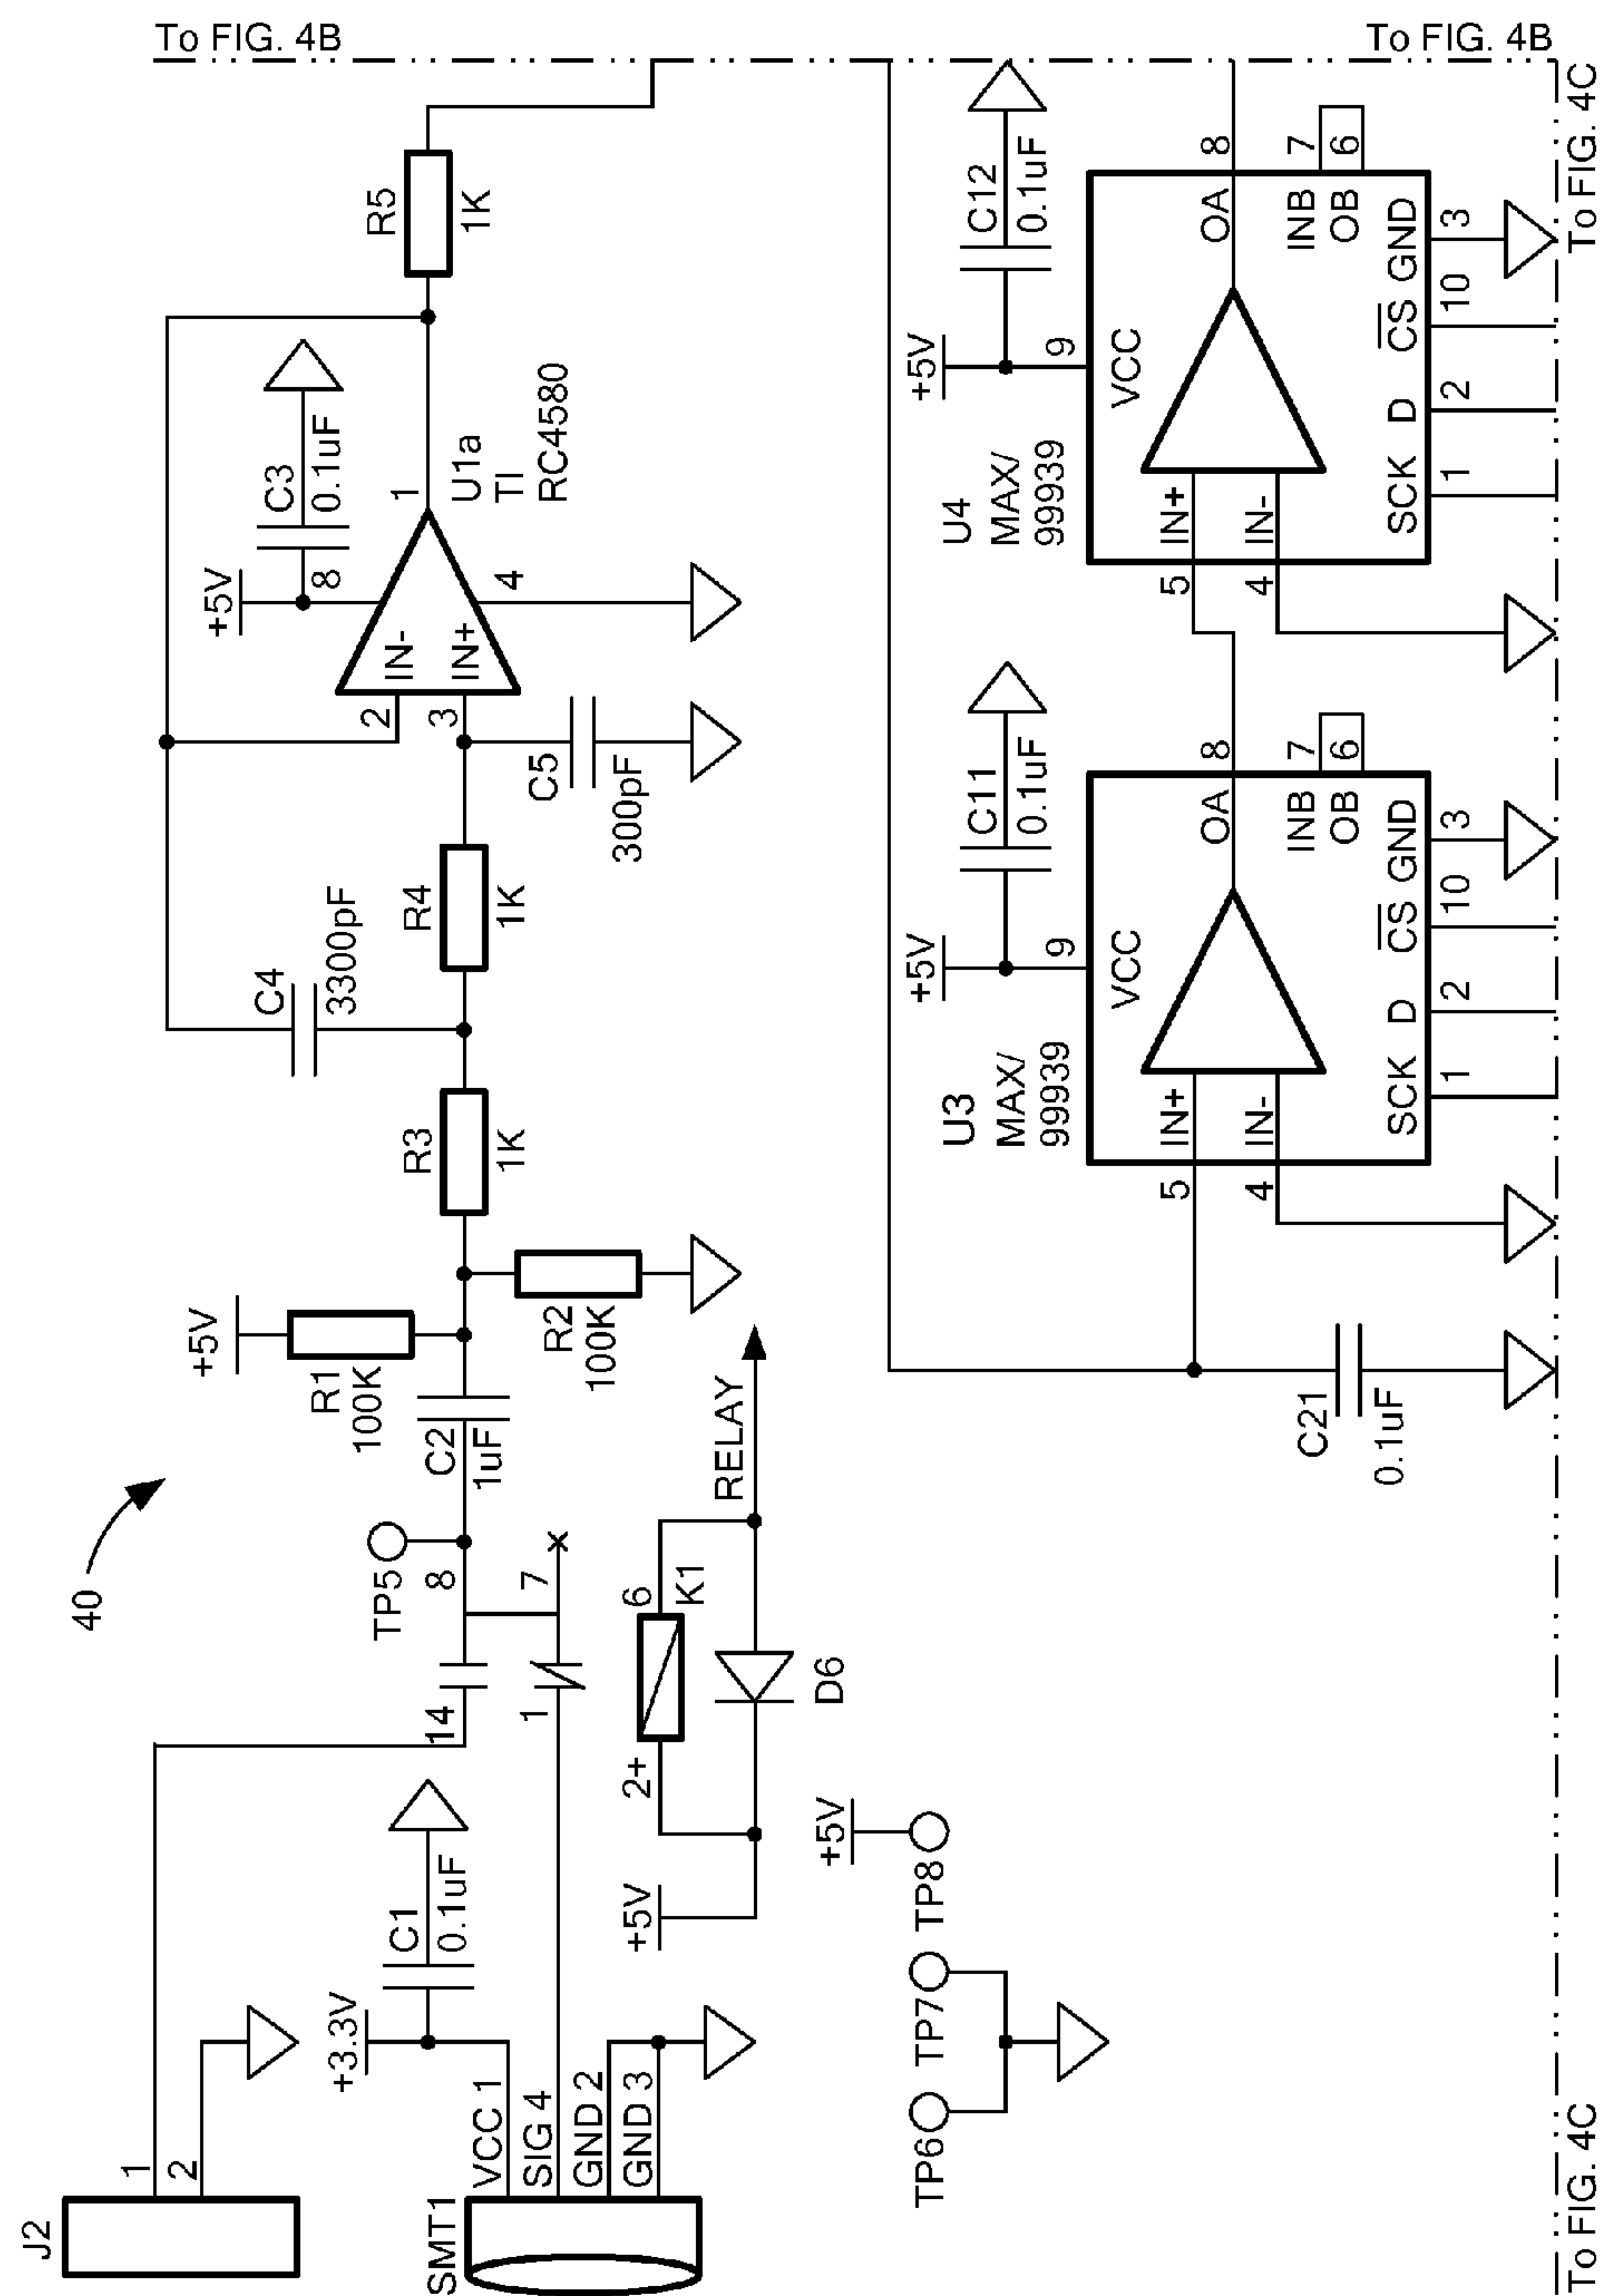 To FIG. 4B
To FIG. 4B
To FIG. 4C
To FIG. 4C
40
J2
1
2
SMT1
VCC 1
SIG 4
GND 2
GND 3
+3.3V
C1
0.1uF
14
8
1
7
TP5
C2
1uF
+5V
R1
100K
R2
100K
R3
1K
C4
3300pF
R4
1K
C5
300pF
2
3
IN-
IN+
+5V
8
4
1
C3
0.1uF
U1a
TI
RC4580
R5
1K
+5V
2+
6
K1
D6
RELAY
TP6
TP7
TP8
+5V
C21
0.1uF
U3
MAX/
99939
5
4
IN+
IN-
+5V
9
VCC
C11
0.1uF
OA
8
INB
7
OB
6
SCK
1
D
2
CS
10
GND
3
U4
MAX/
99939
5
4
IN+
IN-
+5V
9
VCC
C12
0.1uF
OA
8
INB
7
OB
6
SCK
1
D
2
CS
10
GND
3